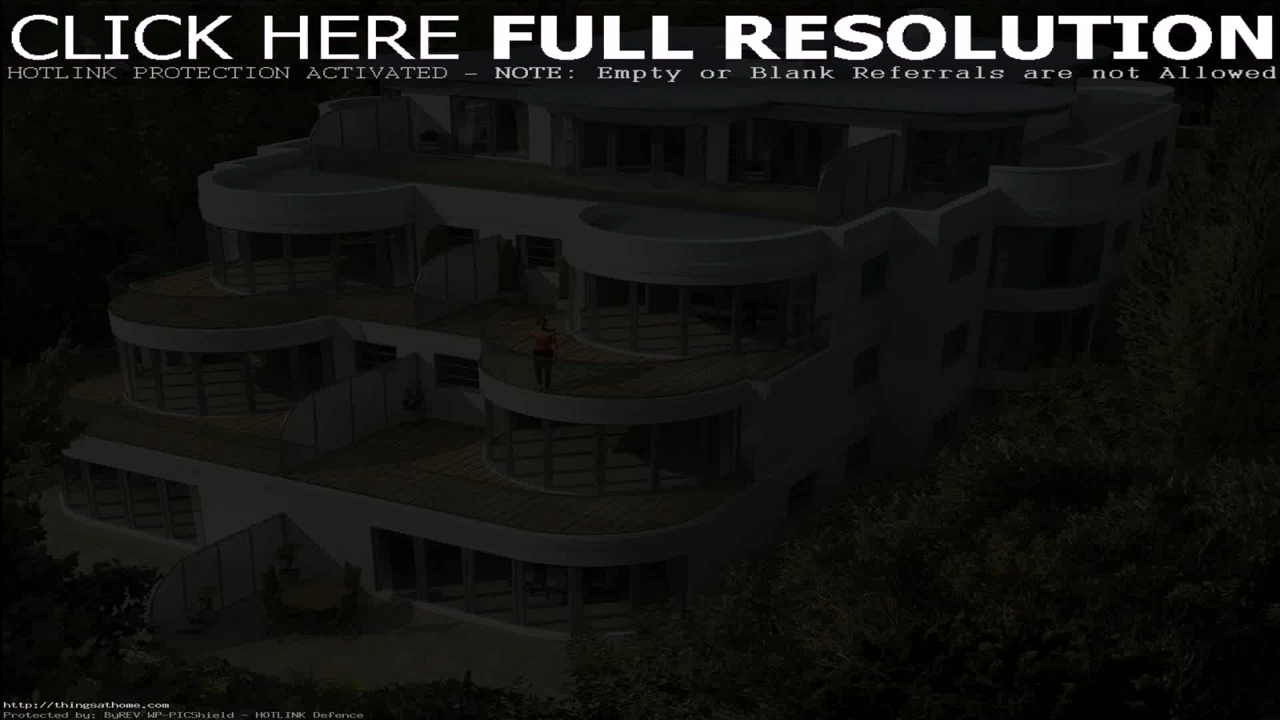 CLICK HERE FULL RESOLUTION
HOTLINK PROTECTION ACTIVATED - NOTE: Empty or Blank Referrals are not Allowed
http://thingsathome.com
Protected by: ByREV WP-PICShield - HOTLINK Defence